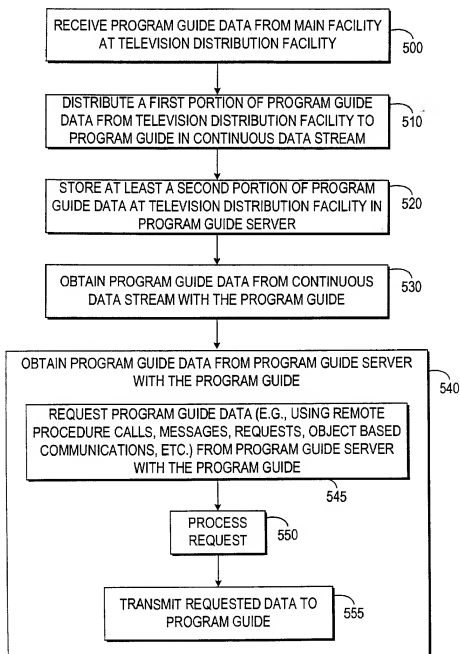 RECEIVE PROGRAM GUIDE DATA FROM MAIN FACILITY
AT TELEVISION DISTRIBUTION FACILITY
500
DISTRIBUTE A FIRST PORTION OF PROGRAM GUIDE
DATA FROM TELEVISION DISTRIBUTION FACILITY TO
PROGRAM GUIDE IN CONTINUOUS DATA STREAM
510
STORE AT LEAST A SECOND PORTION OF PROGRAM
GUIDE DATA AT TELEVISION DISTRIBUTION FACILITY IN
PROGRAM GUIDE SERVER
520
OBTAIN PROGRAM GUIDE DATA FROM CONTINUOUS
DATA STREAM WITH THE PROGRAM GUIDE
530
OBTAIN PROGRAM GUIDE DATA FROM PROGRAM GUIDE SERVER
WITH THE PROGRAM GUIDE
540
REQUEST PROGRAM GUIDE DATA (E.G., USING REMOTE
PROCEDURE CALLS, MESSAGES, REQUESTS, OBJECT BASED
COMMUNICATIONS, ETC.) FROM PROGRAM GUIDE SERVER
WITH THE PROGRAM GUIDE
545
PROCESS
REQUEST
550
TRANSMIT REQUESTED DATA TO
PROGRAM GUIDE
555